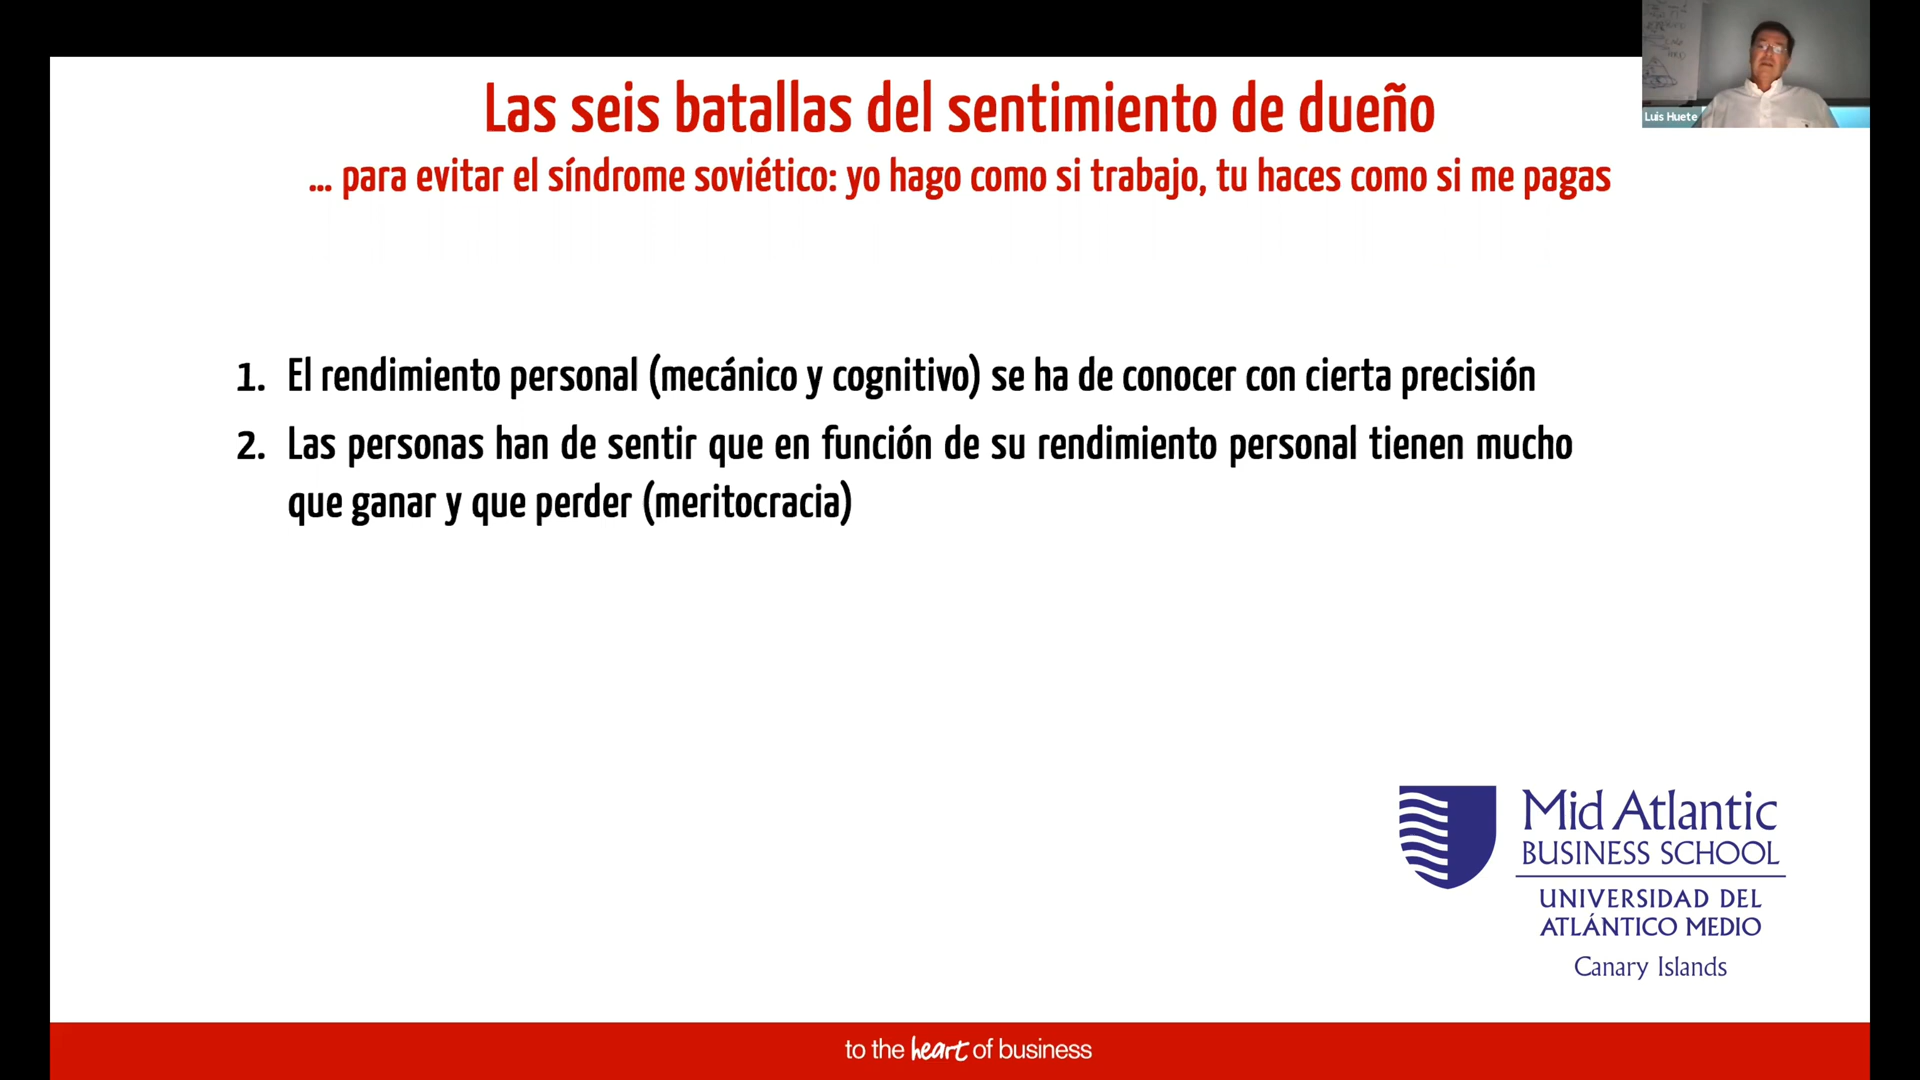 Las seis batallas del sentimiento de dueño
... para evitar el síndrome soviético: yo hago como si trabajo, tu haces como si me pagas
Luis Huete
1. El rendimiento personal (mecánico y cognitivo) se ha de conocer con cierta precisión
2. Las personas han de sentir que en función de su rendimiento personal tienen mucho
que ganar y que perder (meritocracia)
Mid Atlantic
BUSINESS SCHOOL
UNIVERSIDAD DEL
ATLÁNTICO MEDIO
Canary Islands
to the heart of business